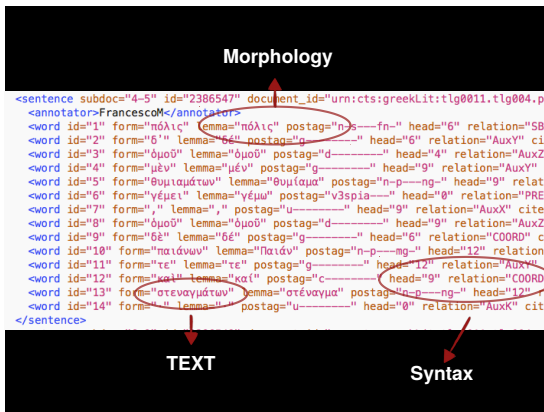 Morphology
<sentence subdoc="4-5" id="2386547" document_id="urn:cts:greekLit:tlg0011.tlg004.p
<annotator>FrancescoM</annotator>
<word id="1" form="πόλις" lemma="πόλις" postag="n-s---fn-" head="6" relation="SB
<word id="2" form="δ'" lemma="δέ" postag="g--------" head="6" relation="AuxY" ci
<word id="3" form="ὁμοῦ" lemma="ὁμοῦ" postag="d--------" head="4" relation="AuxZ
<word id="4" form="μὲν" lemma="μέν" postag="g--------" head="9" relation="AuxY"
<word id="5" form="θυμιαμάτων" lemma="θυμίαμα" postag="n-p---ng-" head="9" relat
<word id="6" form="γέμει" lemma="γέμω" postag="v3spia---" head="0" relation="PRE
<word id="7" form="," lemma="," postag="u--------" head="9" relation="AuxX" cite
<word id="8" form="ὁμοῦ" lemma="ὁμοῦ" postag="d--------" head="9" relation="AuxZ
<word id="9" form="δὲ" lemma="δέ" postag="g--------" head="6" relation="COORD" c
<word id="10" form="παιάνων" lemma="Παιάν" postag="n-p---mg-" head="12" relation
<word id="11" form="τε" lemma="τε" postag="g--------" head="12" relation="AuxY"
<word id="12" form="καὶ" lemma="καί" postag="c--------" head="9" relation="COORD
<word id="13" form="στεναγμάτων" lemma="στέναγμα" postag="n-p---ng-" head="12"
<word id="14" form="." lemma="." postag="u--------" head="0" relation="AuxK" cite
</sentence>
TEXT
Syntax